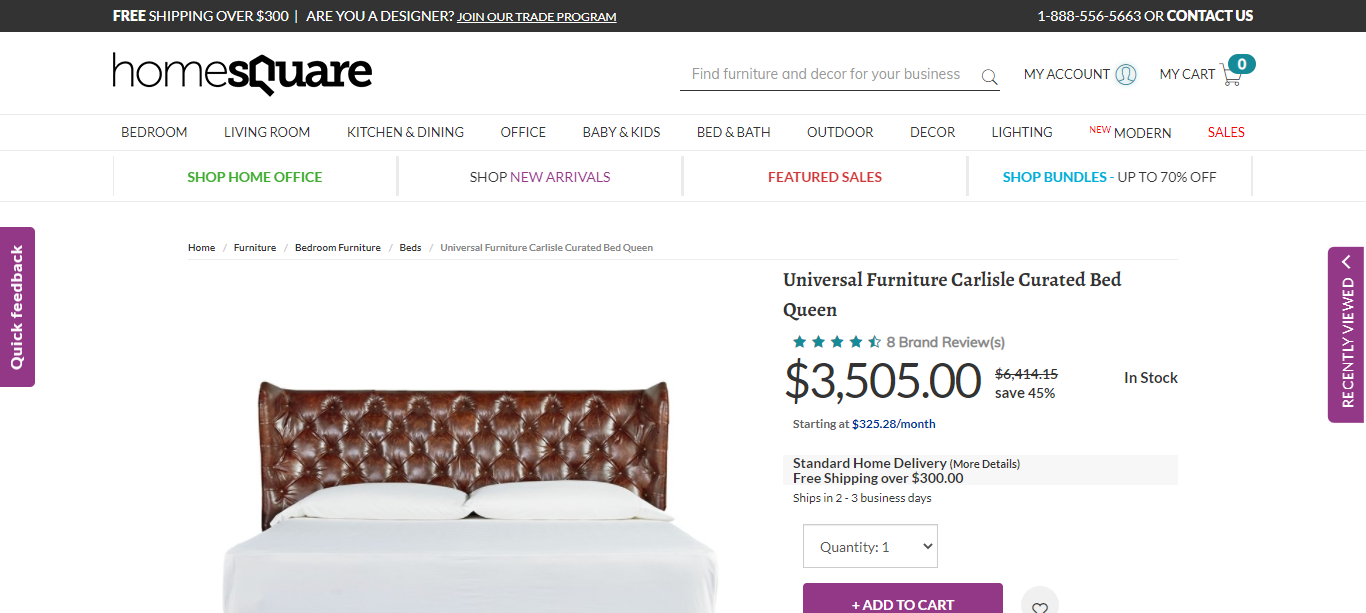 FREE SHIPPING OVER $300 | ARE YOU A DESIGNER? JOIN OUR TRADE PROGRAM
1-888-556-5663 OR CONTACT US
homesquare
Find furniture and decor for your business
MY ACCOUNT
MY CART
0
BEDROOM
LIVING ROOM
KITCHEN & DINING
OFFICE
BABY & KIDS
BED & BATH
OUTDOOR
DECOR
LIGHTING
NEW MODERN
SALES
SHOP HOME OFFICE
SHOP NEW ARRIVALS
FEATURED SALES
SHOP BUNDLES - UP TO 70% OFF
Quick feedback
Home / Furniture / Bedroom Furniture / Beds / Universal Furniture Carlisle Curated Bed Queen
Universal Furniture Carlisle Curated Bed
Queen
8 Brand Review(s)
$3,505.00
$6,414.15
save 45%
In Stock
Starting at $325.28/month
Standard Home Delivery (More Details)
Free Shipping over $300.00
Ships in 2 - 3 business days
Quantity: 1
+ ADD TO CART
RECENTLY VIEWED